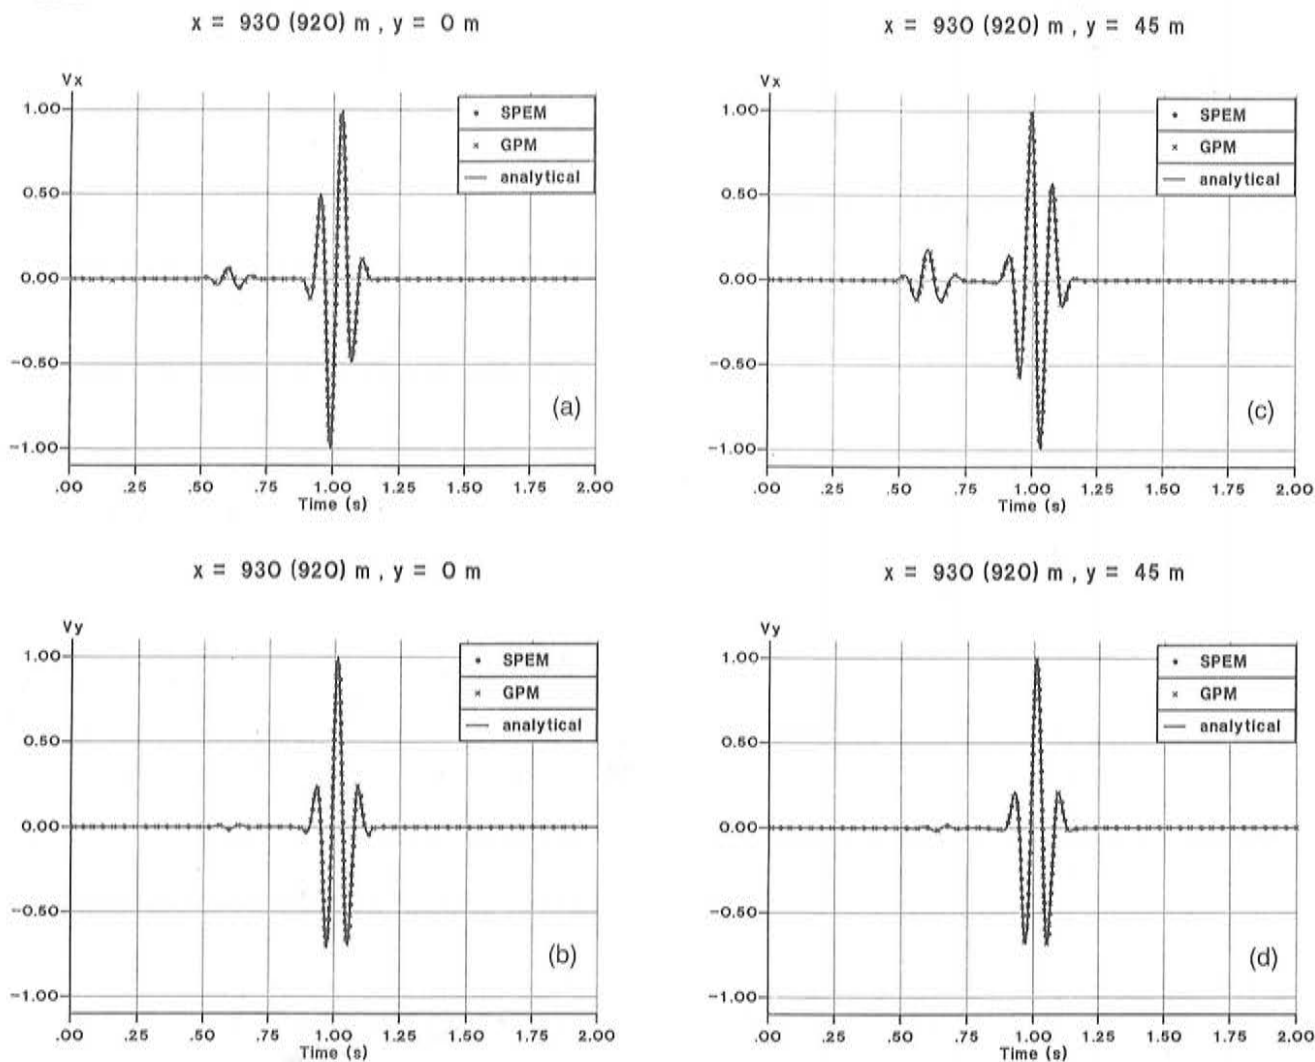 x = 930 (920) m , y = 0 m
Vx
1.00
0.50
0.00
-0.50
-1.00
SPEM
GPM
analytical
(a)
.00 .25 .50 .75 1.00 1.25 1.50 1.75 2.00
Time (s)
x = 930 (920) m , y = 45 m
Vx
1.00
0.50
0.00
-0.50
-1.00
SPEM
GPM
analytical
(c)
.00 .25 .50 .75 1.00 1.25 1.50 1.75 2.00
Time (s)
x = 930 (920) m , y = 0 m
Vy
1.00
0.50
0.00
-0.50
-1.00
SPEM
GPM
analytical
(b)
.00 .25 .50 .75 1.00 1.25 1.50 1.75 2.00
Time (s)
x = 930 (920) m , y = 45 m
Vy
1.00
0.50
0.00
-0.50
-1.00
SPEM
GPM
analytical
(d)
.00 .25 .50 .75 1.00 1.25 1.50 1.75 2.00
Time (s)